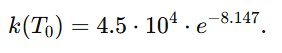 k(T₀) = 4.5 · 10⁴ · e⁻⁸·¹⁴⁷.